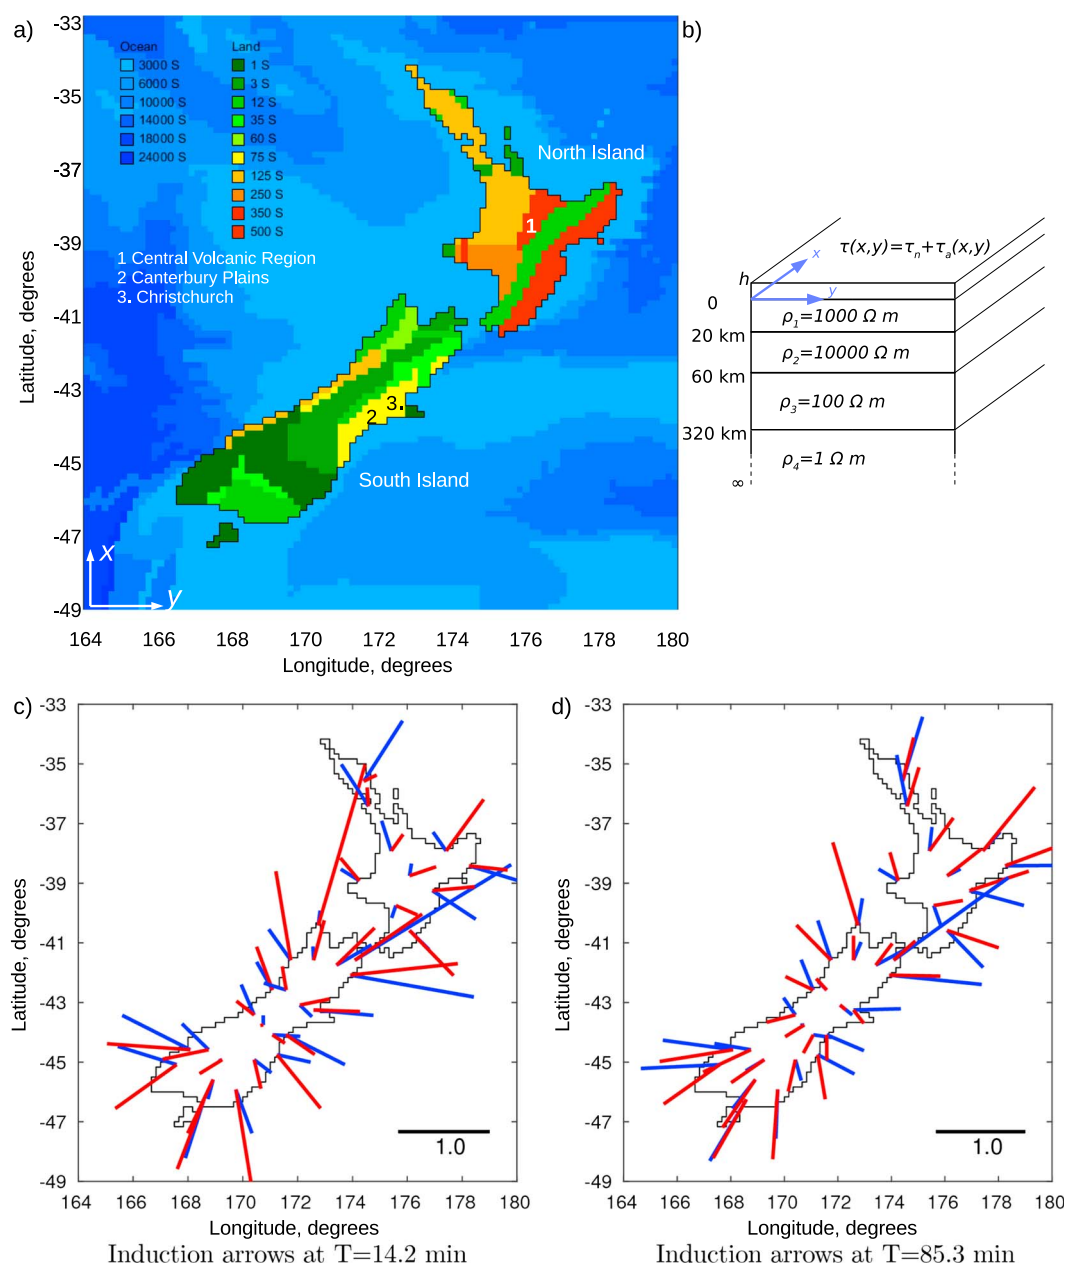 a)
-33
-35
-37
-39
-41
-43
-45
-47
-49
Latitude, degrees
Ocean
3000 S
6000 S
10000 S
14000 S
18000 S
24000 S
Land
1 S
3 S
12 S
35 S
60 S
75 S
125 S
250 S
350 S
500 S
North Island
1
1 Central Volcanic Region
2 Canterbury Plains
3. Christchurch
3.
2
South Island
x
y
164 166 168 170 172 174 176 178 180
Longitude, degrees
b)
τ(x,y)=τn+τa(x,y)
h
x
y
0
ρ1=1000 Ω m
20 km
ρ2=10000 Ω m
60 km
ρ3=100 Ω m
320 km
ρ4=1 Ω m
∞
c)
-33
-35
-37
-39
-41
-43
-45
-47
-49
Latitude, degrees
1.0
164 166 168 170 172 174 176 178 180
Longitude, degrees
Induction arrows at T=14.2 min
d)
-33
-35
-37
-39
-41
-43
-45
-47
-49
Latitude, degrees
1.0
164 166 168 170 172 174 176 178 180
Longitude, degrees
Induction arrows at T=85.3 min